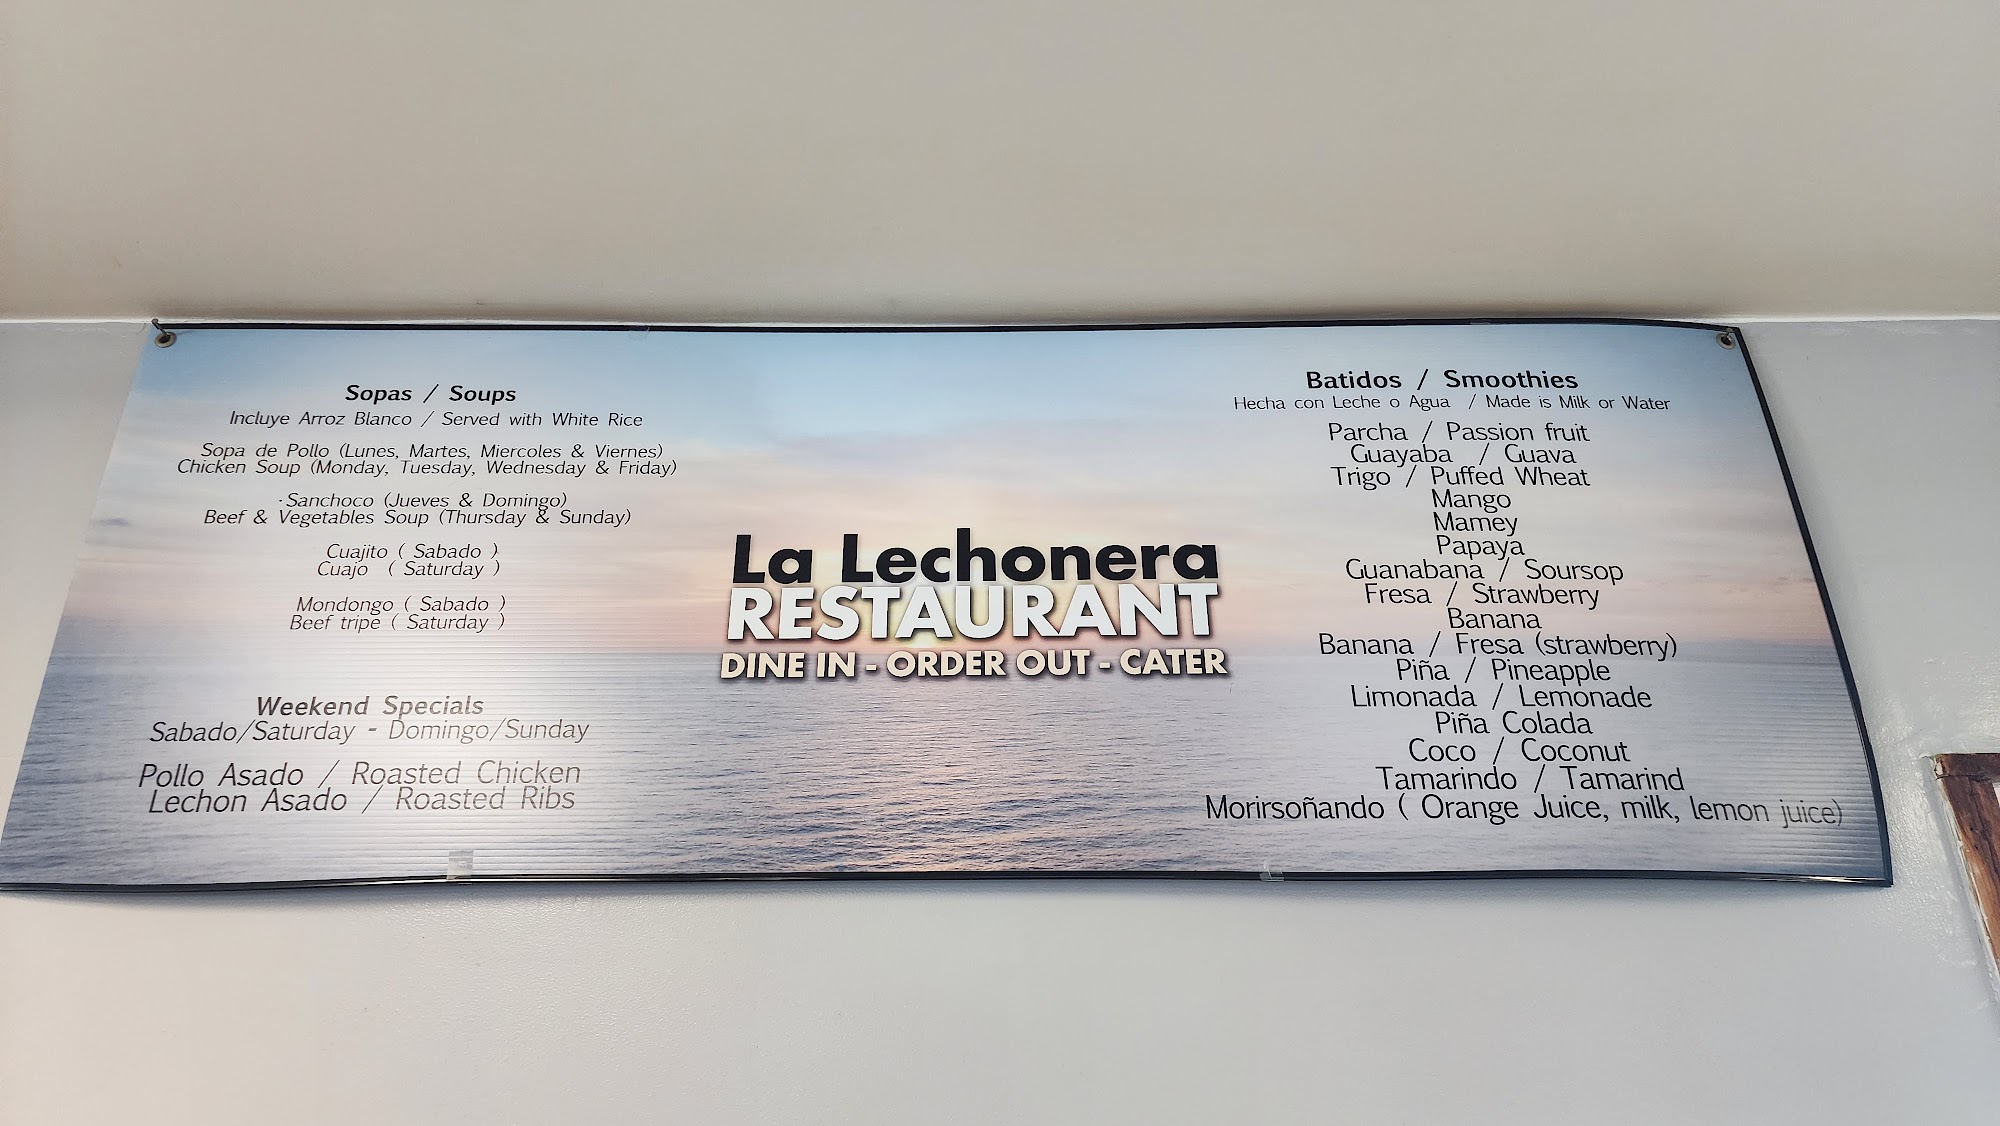 Sopas / Soups
Incluye Arroz Blanco / Served with White Rice
Sopa de Pollo (Lunes, Martes, Miercoles & Viernes)
Chicken Soup (Monday, Tuesday, Wednesday & Friday)
·Sanchoco (Jueves & Domingo)
Beef & Vegetables Soup (Thursday & Sunday)
Cuajito ( Sabado )
Cuajo ( Saturday )
Mondongo ( Sabado )
Beef tripe ( Saturday )
Weekend Specials
Sabado/Saturday - Domingo/Sunday
Pollo Asado / Roasted Chicken
Lechon Asado / Roasted Ribs
La Lechonera
RESTAURANT
DINE IN - ORDER OUT - CATER
Batidos / Smoothies
Hecha con Leche o Agua / Made is Milk or Water
Parcha / Passion fruit
Guayaba / Guava
Trigo / Puffed Wheat
Mango
Mamey
Papaya
Guanabana / Soursop
Fresa / Strawberry
Banana
Banana / Fresa (strawberry)
Piña / Pineapple
Limonada / Lemonade
Piña Colada
Coco / Coconut
Tamarindo / Tamarind
Morirsoñando ( Orange Juice, milk, lemon juice)